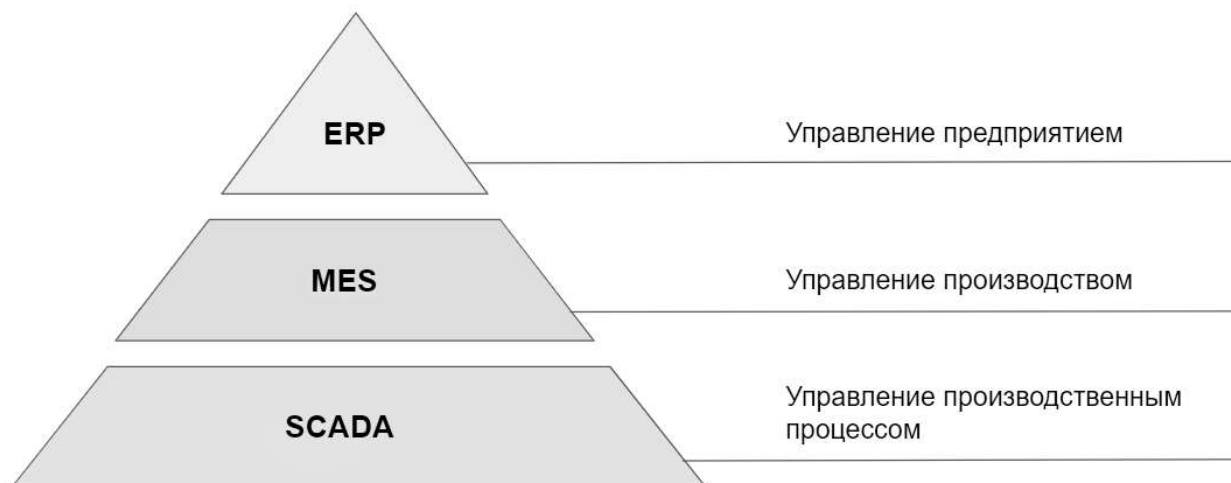 ERP
Управление предприятием
MES
Управление производством
SCADA
Управление производственным
процессом